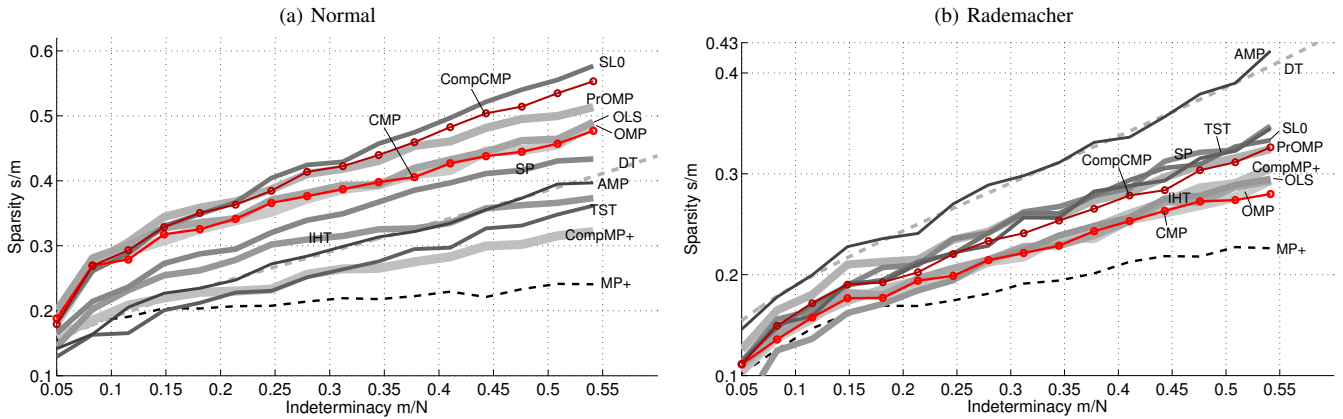 (a) Normal
0.6
0.5
0.4
0.3
0.2
0.1
Sparsity s/m
0.05
0.1
0.15
0.2
0.25
0.3
0.35
0.4
0.45
0.5
0.55
Indeterminacy m/N
SL0
CompCMP
PrOMP
CMP
OLS
OMP
SP
DT
AMP
TST
IHT
CompMP+
MP+
(b) Rademacher
0.43
0.4
0.3
0.2
0.1
Sparsity s/m
0.05
0.1
0.15
0.2
0.25
0.3
0.35
0.4
0.45
0.5
0.55
Indeterminacy m/N
AMP
DT
TST
SL0
SP
PrOMP
CompCMP
CompMP+
OLS
IHT
OMP
CMP
MP+